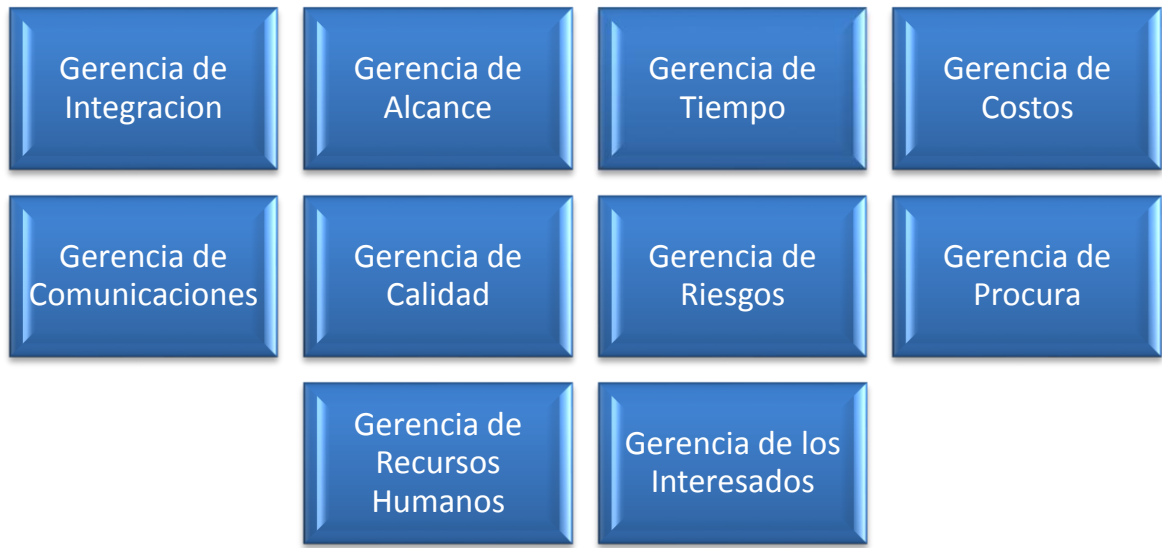 Gerencia de
Integracion
Gerencia de
Alcance
Gerencia de
Tiempo
Gerencia de
Costos
Gerencia de
Comunicaciones
Gerencia de
Calidad
Gerencia de
Riesgos
Gerencia de
Procura
Gerencia de
Recursos
Humanos
Gerencia de los
Interesados